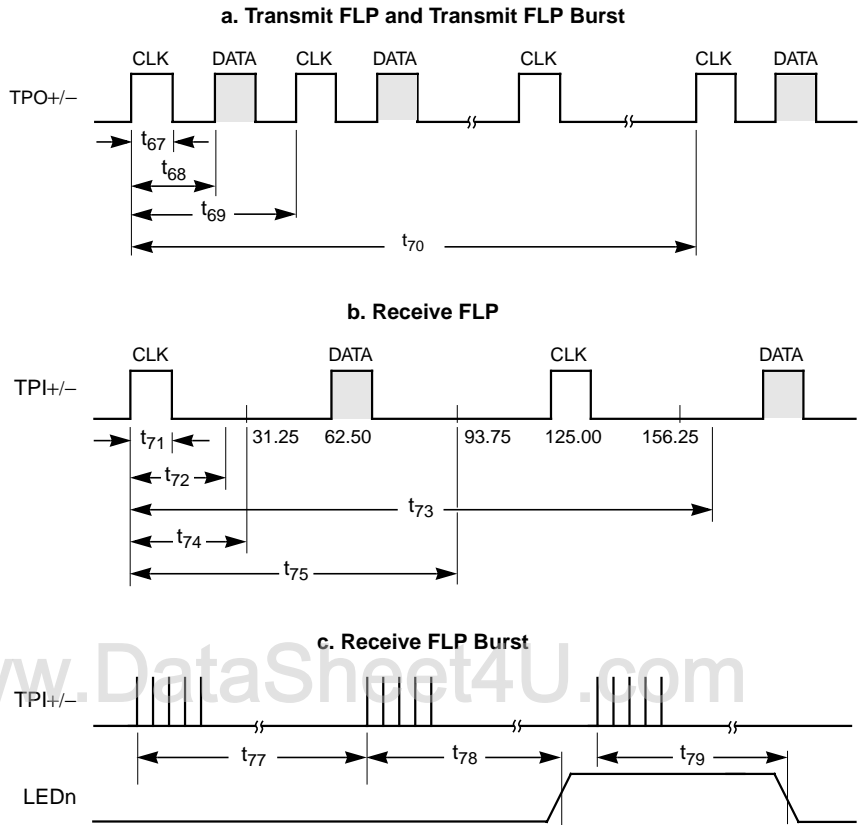 a. Transmit FLP and Transmit FLP Burst
CLK DATA CLK DATA CLK CLK DATA
TPO+/−
t67
t68
t69
t70
b. Receive FLP
CLK DATA CLK DATA
TPI+/−
t71 31.25 62.50 93.75 125.00 156.25
t72
t73
t74
t75
c. Receive FLP Burst
w.DataSheet4U.com
TPI+/−
t77 t78 t79
LEDn